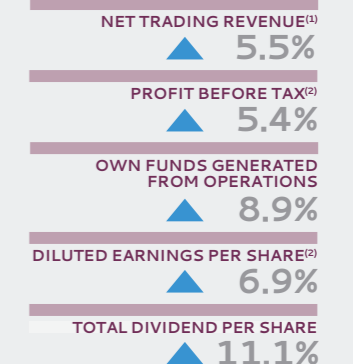 NET TRADING REVENUE(1)
5.5%
PROFIT BEFORE TAX(2)
5.4%
OWN FUNDS GENERATED
FROM OPERATIONS
8.9%
DILUTED EARNINGS PER SHARE(2)
6.9%
TOTAL DIVIDEND PER SHARE
11.1%